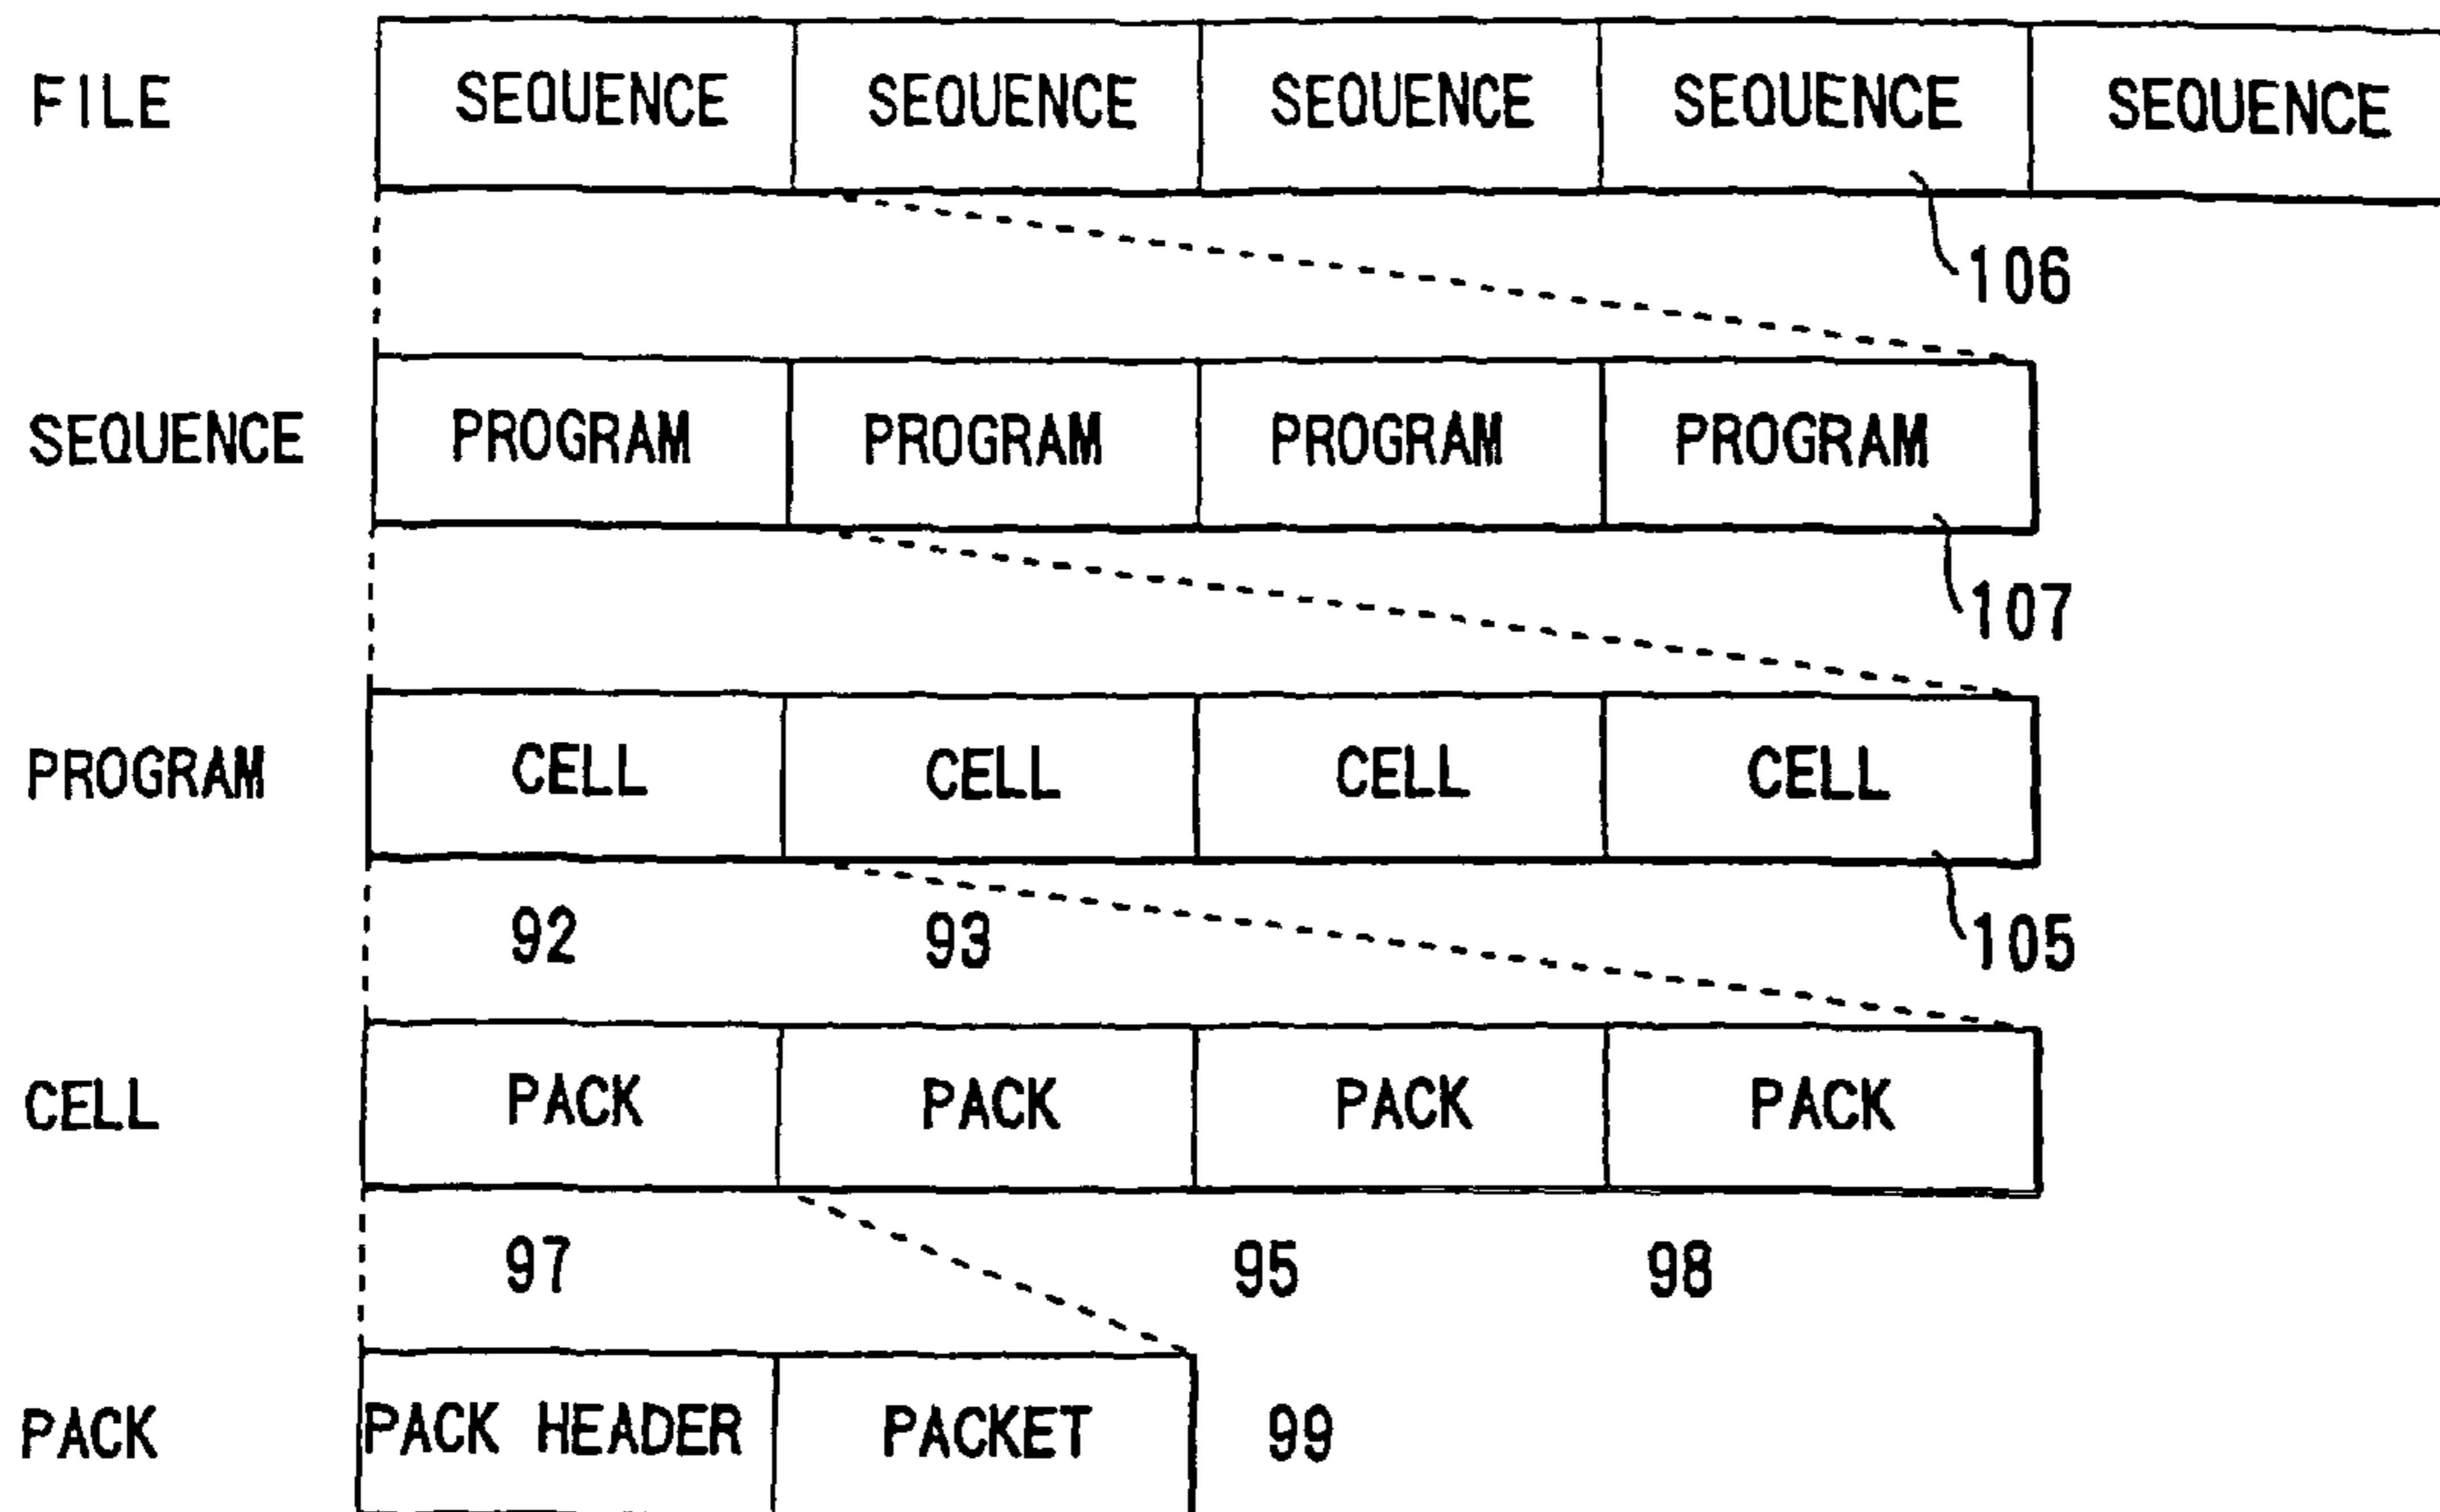 FILE SEQUENCE SEQUENCE SEQUENCE SEQUENCE SEQUENCE
106
SEQUENCE PROGRAM PROGRAM PROGRAM PROGRAM
107
PROGRAM CELL CELL CELL CELL
92 93 105
CELL PACK PACK PACK PACK
97 95 98
PACK PACK HEADER PACKET 99